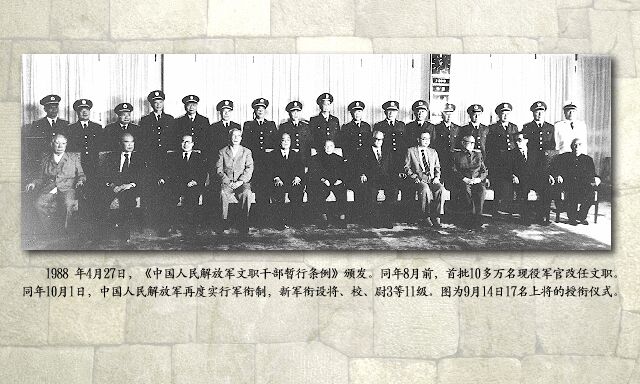 1988 年4月27日，《中国人民解放军文职干部暂行条例》颁发。同年8月前，首批10多万名现役军官改任文职。
同年10月1日，中国人民解放军再度实行军衔制，新军衔设将、校、尉3等11级。图为9月14日17名上将的授衔仪式。